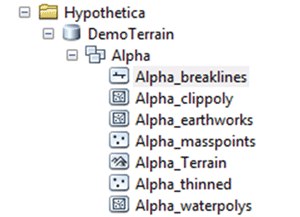 Hypothetica
DemoTerrain
Alpha
Alpha_breaklines
Alpha_clippoly
Alpha_earthworks
Alpha_masspoints
Alpha_Terrain
Alpha_thinned
Alpha_waterpolys